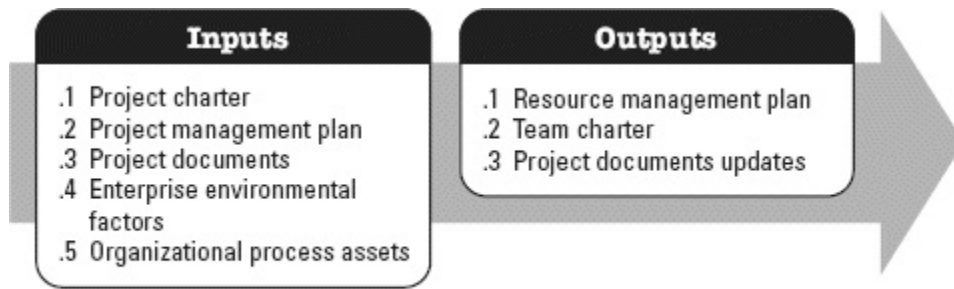 Inputs
.1 Project charter
.2 Project management plan
.3 Project documents
.4 Enterprise environmental
factors
.5 Organizational process assets
Outputs
.1 Resource management plan
.2 Team charter
.3 Project documents updates